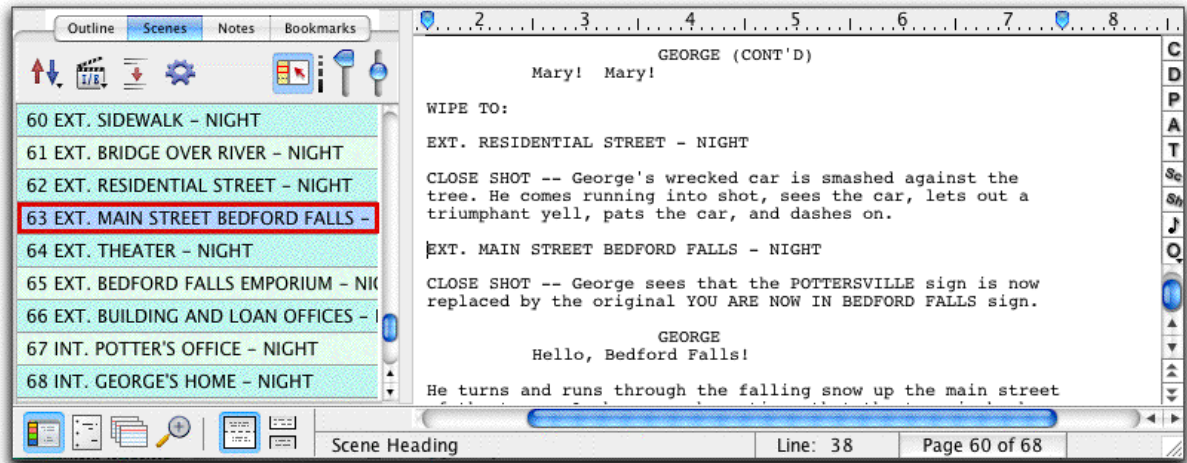 Outline Scenes Notes Bookmarks
I/E
60 EXT. SIDEWALK – NIGHT
61 EXT. BRIDGE OVER RIVER – NIGHT
62 EXT. RESIDENTIAL STREET – NIGHT
63 EXT. MAIN STREET BEDFORD FALLS –
64 EXT. THEATER – NIGHT
65 EXT. BEDFORD FALLS EMPORIUM –
66 EXT. BUILDING AND LOAN OFFICES –
67 INT. POTTER'S OFFICE – NIGHT
68 INT. GEORGE'S HOME – NIGHT
2 3 4 5 6 7 8
GEORGE (CONT'D)
Mary! Mary!
WIPE TO:
EXT. RESIDENTIAL STREET – NIGHT
CLOSE SHOT -- George's wrecked car is smashed against the
tree. He comes running into shot, sees the car, lets out a
triumphant yell, pats the car, and dashes on.
EXT. MAIN STREET BEDFORD FALLS – NIGHT
CLOSE SHOT -- George sees that the POTTERSVILLE sign is now
replaced by the original YOU ARE NOW IN BEDFORD FALLS sign.
GEORGE
Hello, Bedford Falls!
He turns and runs through the falling snow up the main street
C
D
P
A
T
Sc
Sh
O
Scene Heading
Line: 38
Page 60 of 68